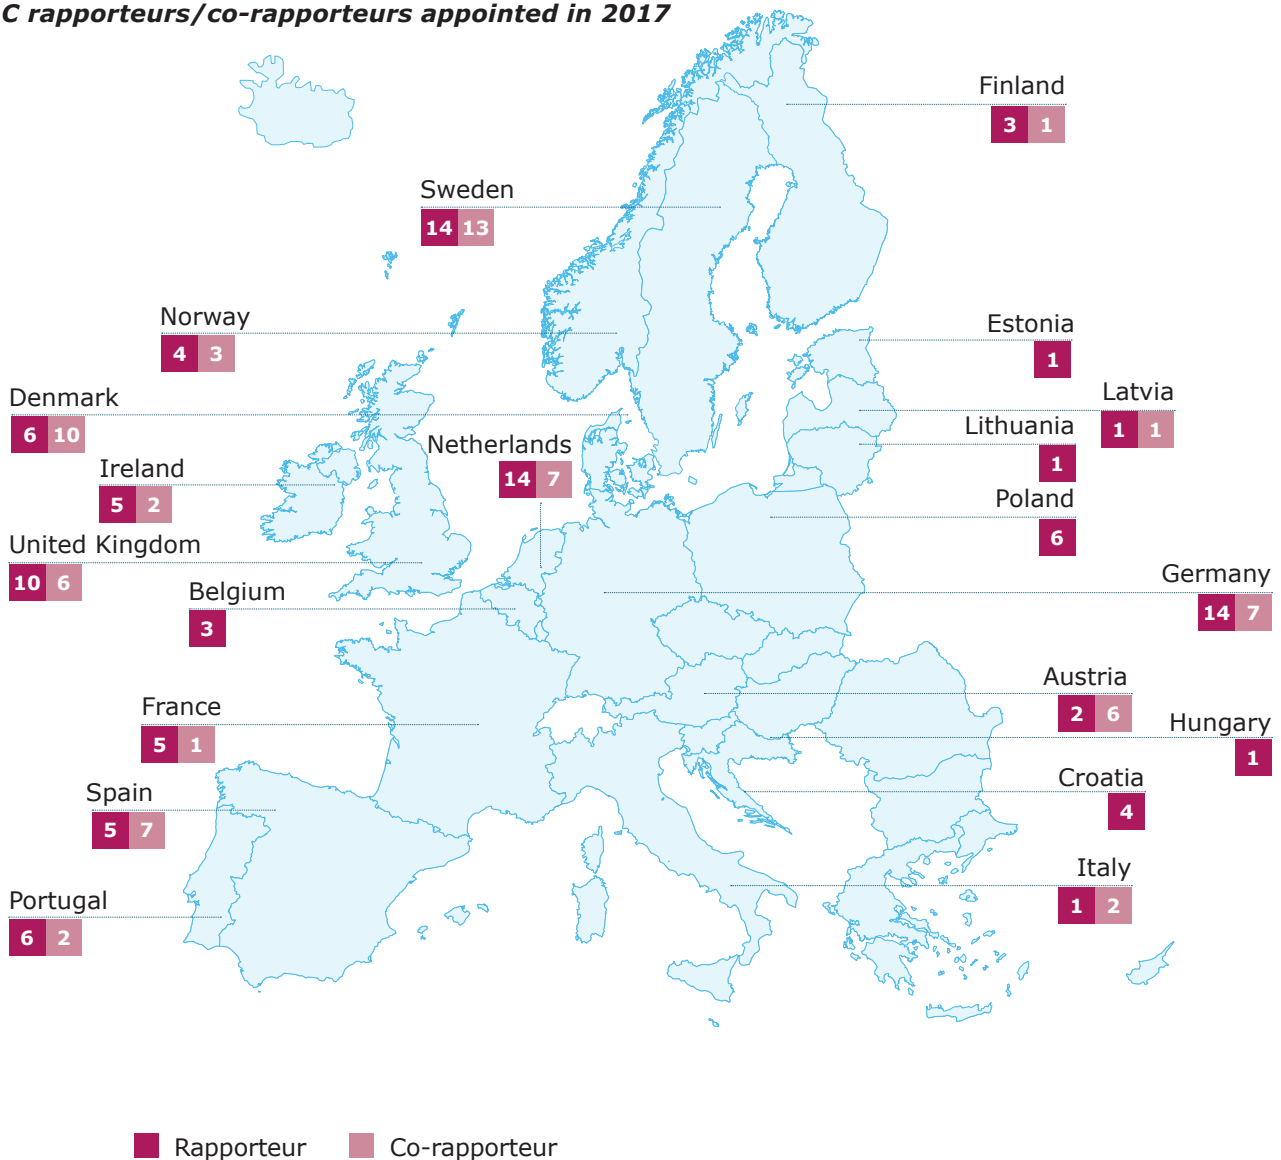 C rapporteurs/co-rapporteurs appointed in 2017
Finland
3 1
Sweden
14 13
Norway
4 3
Estonia
1
Denmark
6 10
Latvia
1 1
Lithuania
1
Netherlands
14 7
Ireland
5 2
Poland
6
United Kingdom
10 6
Germany
14 7
Belgium
3
Austria
2 6
France
5 1
Hungary
1
Croatia
4
Spain
5 7
Italy
1 2
Portugal
6 2
Rapporteur Co-rapporteur